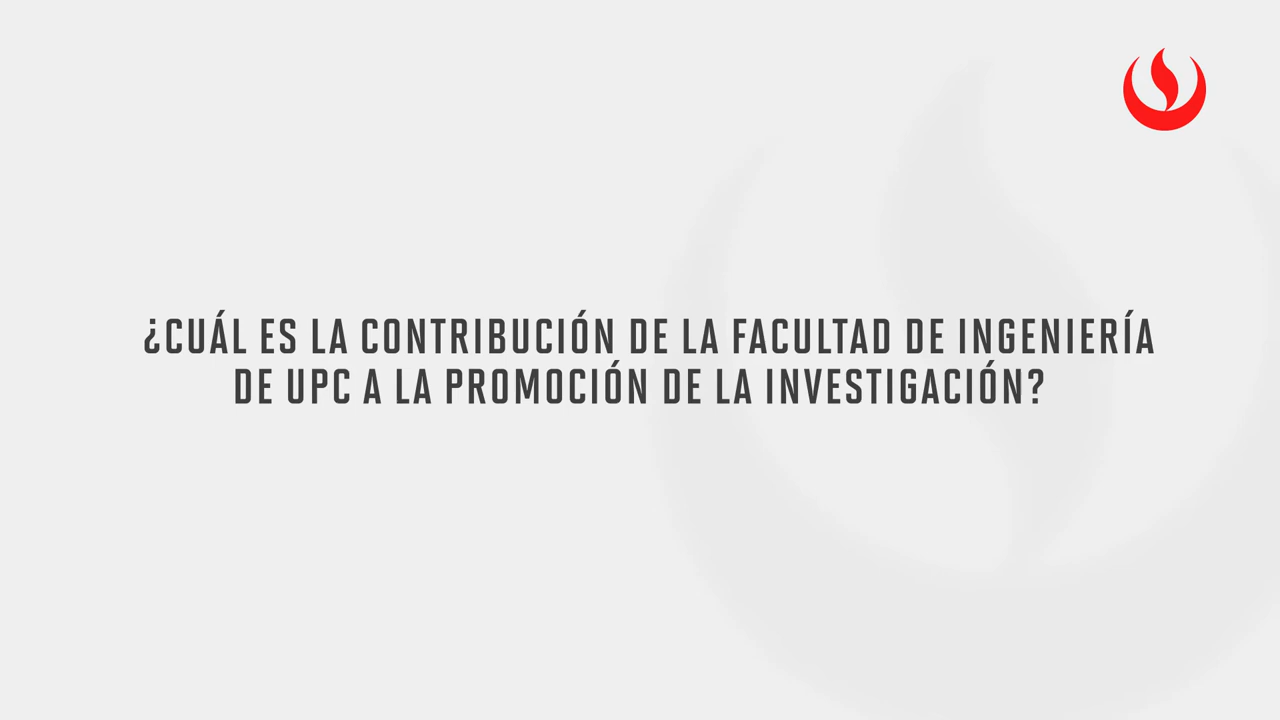 ¿CUÁL ES LA CONTRIBUCIÓN DE LA FACULTAD DE INGENIERÍA
DE UPC A LA PROMOCIÓN DE LA INVESTIGACIÓN?